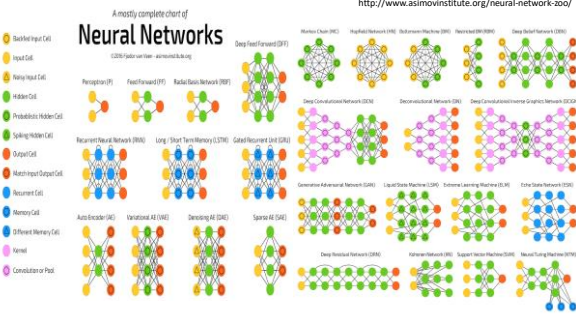 http://www.asimovinstitute.org/neural-network-zoo/
A mostly complete chart of
Neural Networks
©2016 Fjodor van Veen - asimovinstitute.org
Backfed Input Cell
Input Cell
Noisy Input Cell
Hidden Cell
Probablistic Hidden Cell
Spiking Hidden Cell
Output Cell
Match Input Output Cell
Recurrent Cell
Memory Cell
Different Memory Cell
Kernel
Convolution or Pool
Perceptron (P)
Feed Forward (FF)
Radial Basis Network (RBF)
Deep Feed Forward (DFF)
Recurrent Neural Network (RNN)
Long / Short Term Memory (LSTM)
Gated Recurrent Unit (GRU)
Auto Encoder (AE)
Variational AE (VAE)
Denoising AE (DAE)
Sparse AE (SAE)
Markov Chain (MC)
Hopfield Network (HN)
Boltzmann Machine (BM)
Restricted BM (RBM)
Deep Belief Network (DBN)
Deep Convolutional Network (DCN)
Deconvolutional Network (DN)
Deep Convolutional Inverse Graphics Network (DCIGN)
Generative Adversarial Network (GAN)
Liquid State Machine (LSM)
Extreme Learning Machine (ELM)
Echo State Network (ESN)
Deep Residual Network (DRN)
Kohonen Network (KN)
Support Vector Machine (SVM)
Neural Turing Machine (NTM)